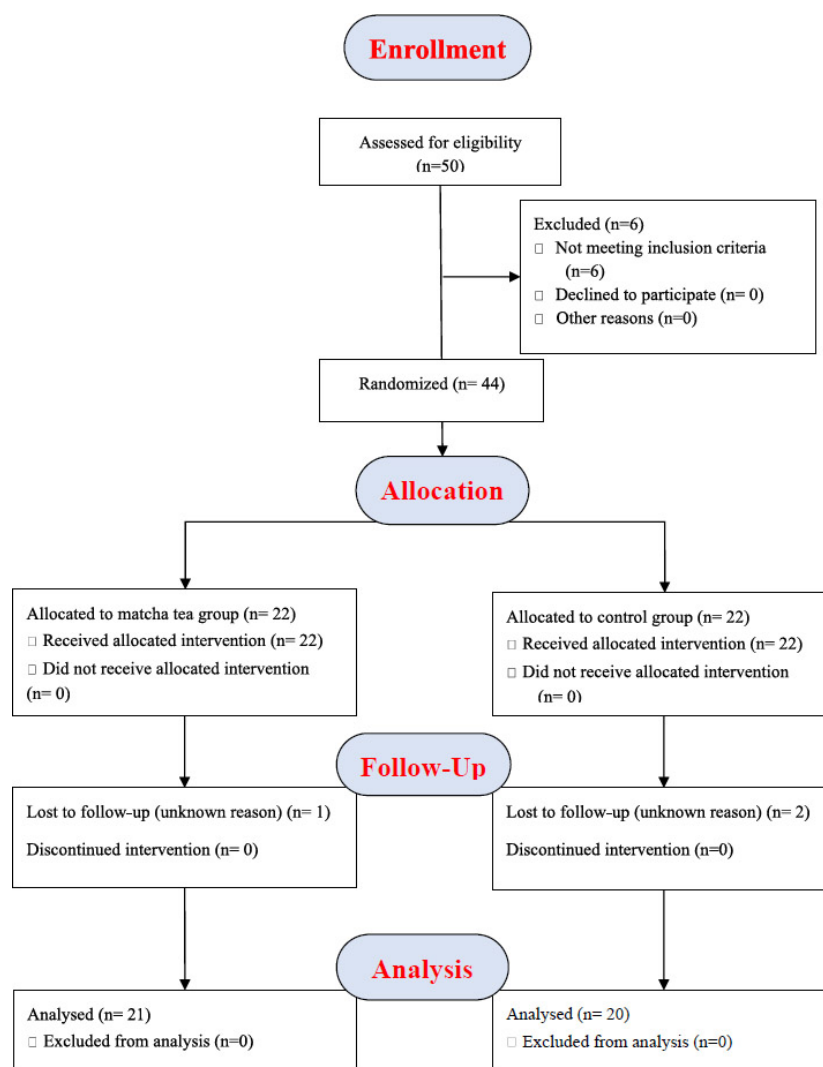 Enrollment
Assessed for eligibility
(n=50)
Excluded (n=6)
□ Not meeting inclusion criteria
(n=6)
□ Declined to participate (n= 0)
□ Other reasons (n=0)
Randomized (n= 44)
Allocation
Allocated to matcha tea group (n= 22)
□ Received allocated intervention (n= 22)
□ Did not receive allocated intervention
(n= 0)
Allocated to control group (n= 22)
□ Received allocated intervention (n= 22)
□ Did not receive allocated intervention
(n= 0)
Follow-Up
Lost to follow-up (unknown reason) (n= 1)
Discontinued intervention (n= 0)
Lost to follow-up (unknown reason) (n= 2)
Discontinued intervention (n=0)
Analysis
Analysed (n= 21)
□ Excluded from analysis (n=0)
Analysed (n= 20)
□ Excluded from analysis (n=0)